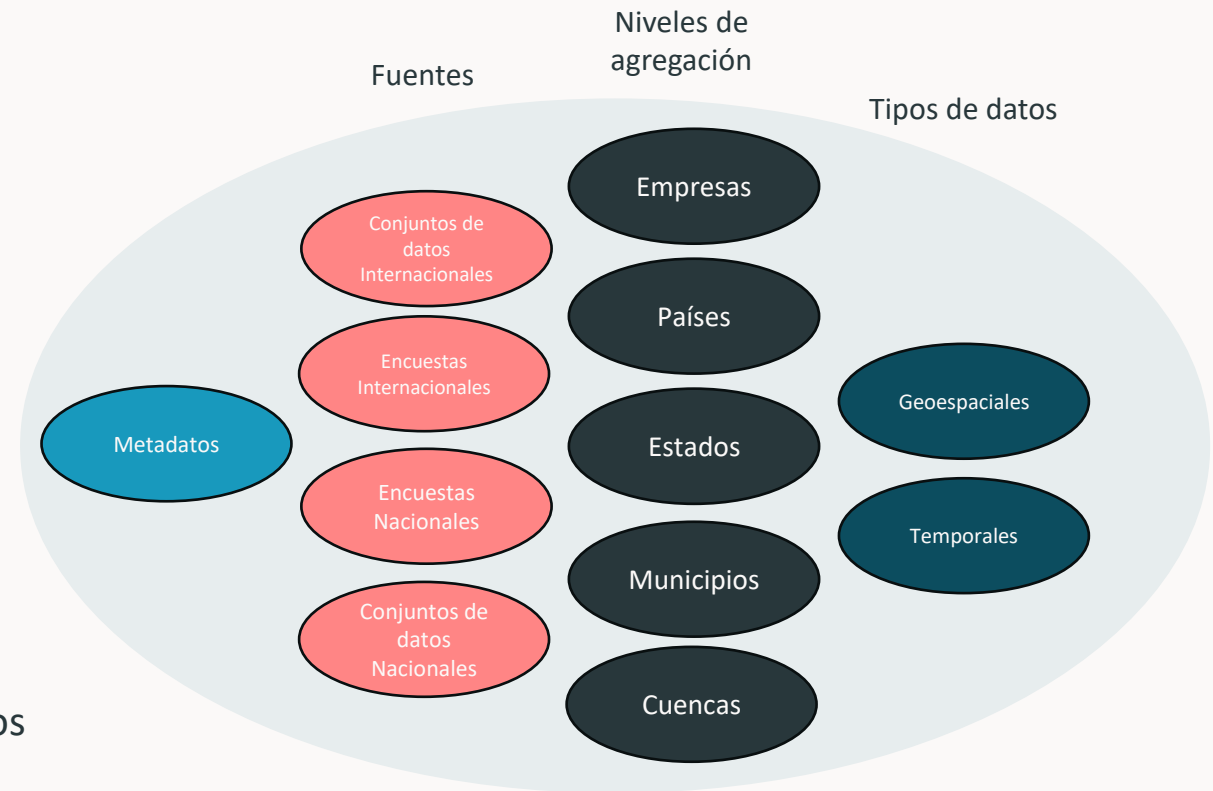 Niveles de
agregación
Fuentes
Tipos de datos
Empresas
Conjuntos de
datos
Internacionales
Países
Encuestas
Internacionales
Geoespaciales
Metadatos
Estados
Encuestas
Nacionales
Temporales
Municipios
Conjuntos de
datos
Nacionales
Cuencas